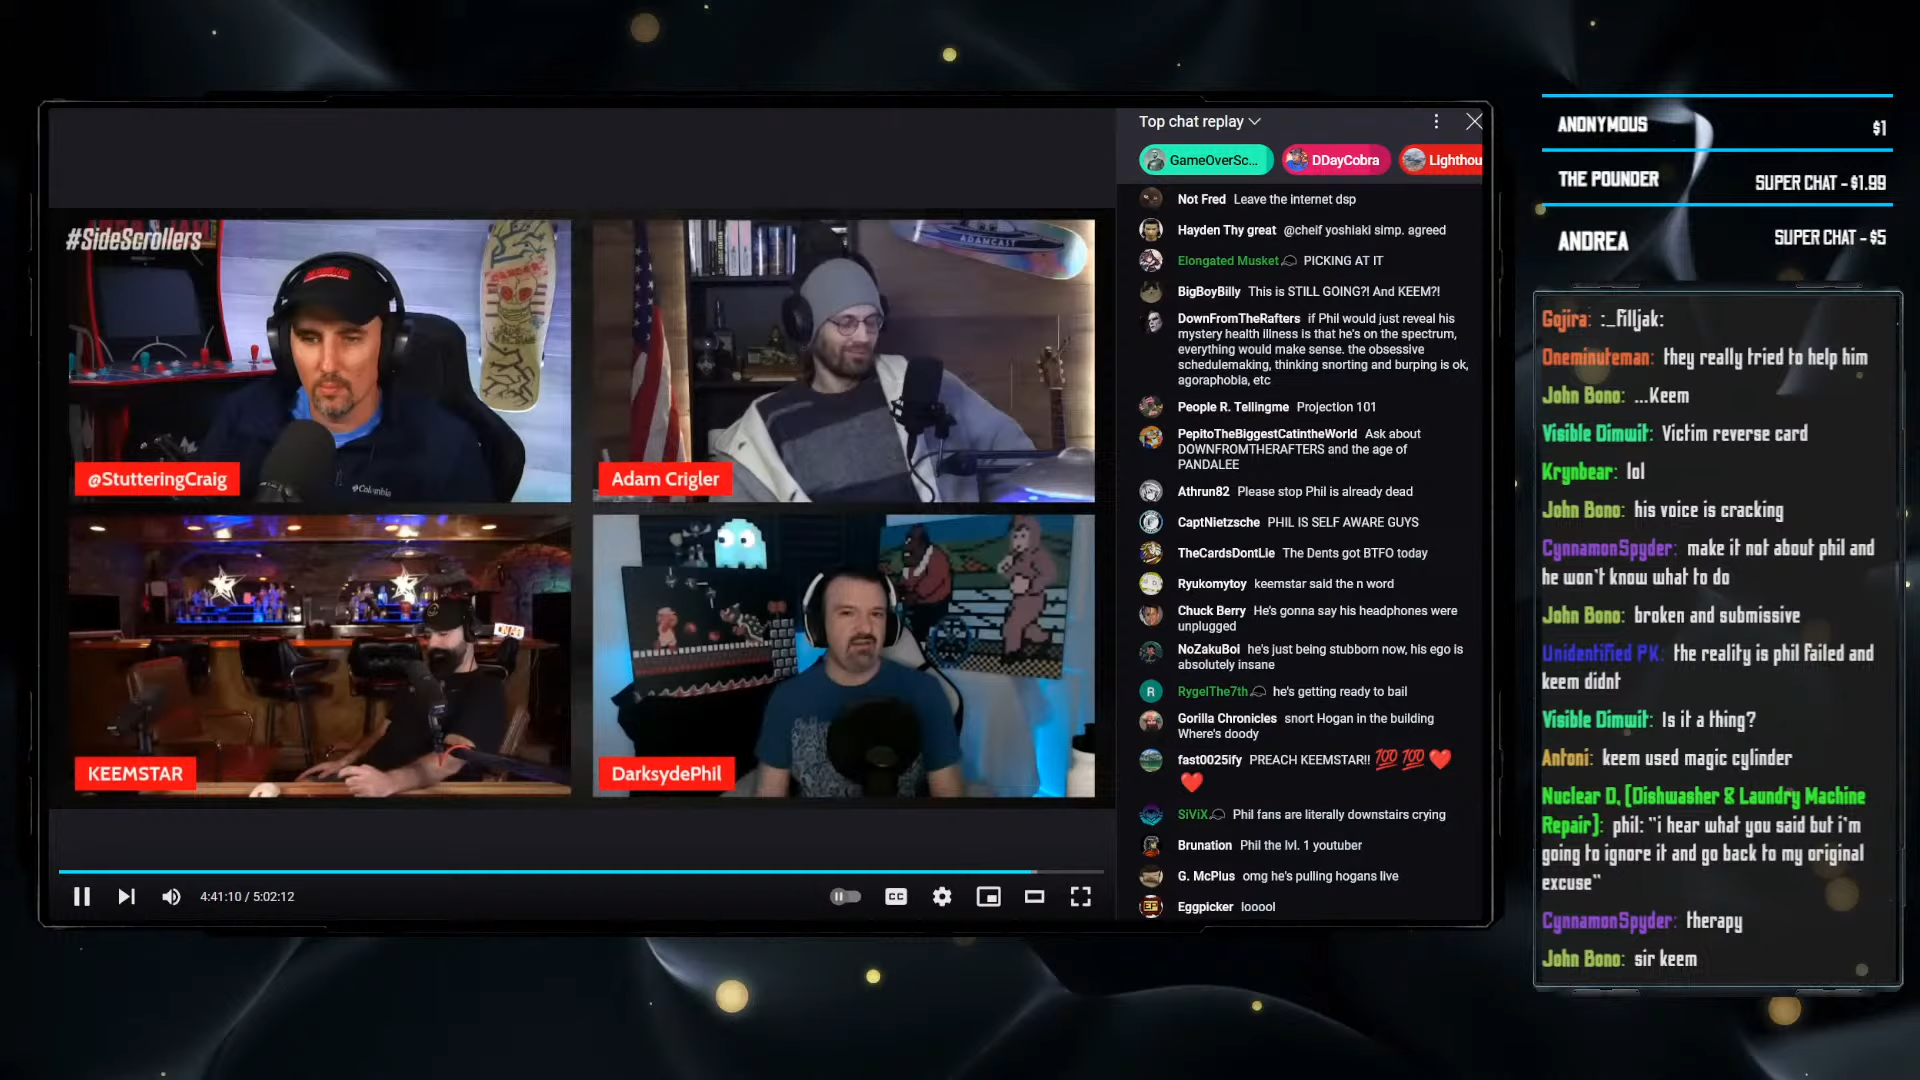 #SideScrollers
@StutteringCraig
ADAMCAST
Adam Crigler
Columbia
KEEMSTAR
DarksydePhil
4:41:10 / 5:02:12
CC
Top chat replay
GameOverSc...
DDayCobra
Lighthou
Not Fred Leave the internet dsp
Hayden Thy great @cheif yoshiaki simp. agreed
Elongated Musket PICKING AT IT
BigBoyBilly This is STILL GOING?! And KEEM?!
DownFromTheRafters if Phil would just reveal his
mystery health illness is that he's on the spectrum,
everything would make sense. the obsessive
schedulemaking, thinking snorting and burping is ok,
agoraphobia, etc
People R. Tellingme Projection 101
PepitoTheBiggestCatintheWorld Ask about
DOWNFROMTHERAFTERS and the age of
PANDALEE
Athrun82 Please stop Phil is already dead
CaptNietzsche PHIL IS SELF AWARE GUYS
TheCardsDontLie The Dents got BTFO today
Ryukomytoy keemstar said the n word
Chuck Berry He's gonna say his headphones were
unplugged
NoZakuBoi he's just being stubborn now, his ego is
absolutely insane
R
RygelThe7th he's getting ready to bail
Gorilla Chronicles snort Hogan in the building
Where's doody
fast0025ify PREACH KEEMSTAR!! 💯 💯 ❤️
❤️
SiViX Phil fans are literally downstairs crying
Brunation Phil the lvl. 1 youtuber
G. McPlus omg he's pulling hogans live
EP
Eggpicker looool
ANONYMOUS $1
THE POUNDER SUPER CHAT - $1.99
ANDREA SUPER CHAT - $5
Gojira: :_filljak:
Oneminuteman: they really tried to help him
John Bono: ...Keem
Visible Dimwit: Victim reverse card
Krynbear: lol
John Bono: his voice is cracking
CynnamonSpyder: make it not about phil and
he won't know what to do
John Bono: broken and submissive
Unidentified PK: the reality is phil failed and
keem didnt
Visible Dimwit: Is it a thing?
Antoni: keem used magic cylinder
Nuclear D. [Dishwasher & Laundry Machine
Repair]: phil: "i hear what you said but i'm
going to ignore it and go back to my original
excuse"
CynnamonSpyder: therapy
John Bono: sir keem